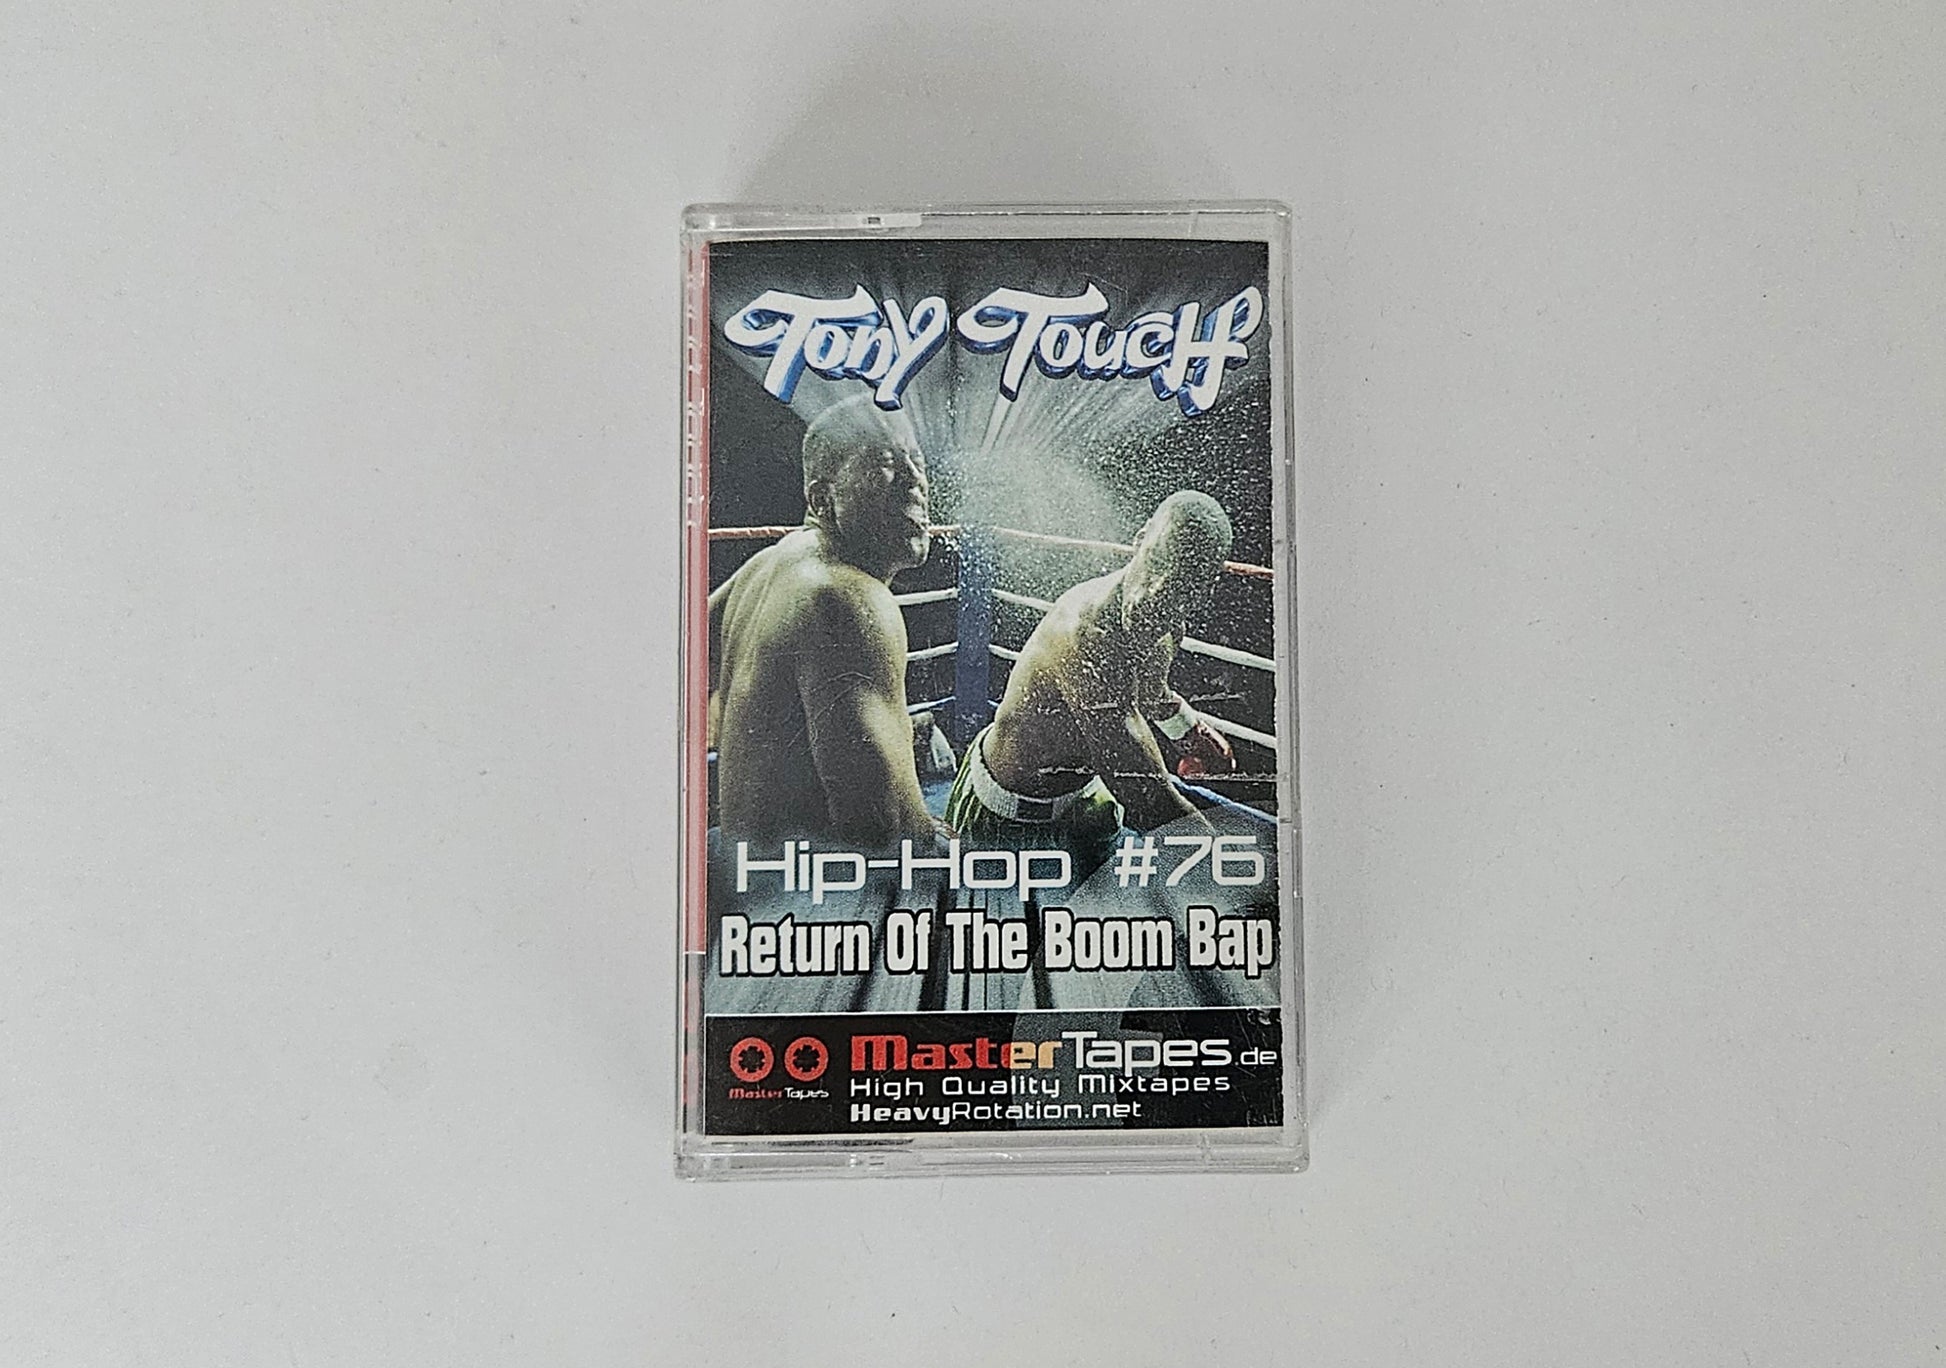 Tony Touch
Hip-Hop #76
Return Of The Boom Bap
MasterTapes.de
MasterTapes
High Quality Mixtapes
HeavyRotation.net